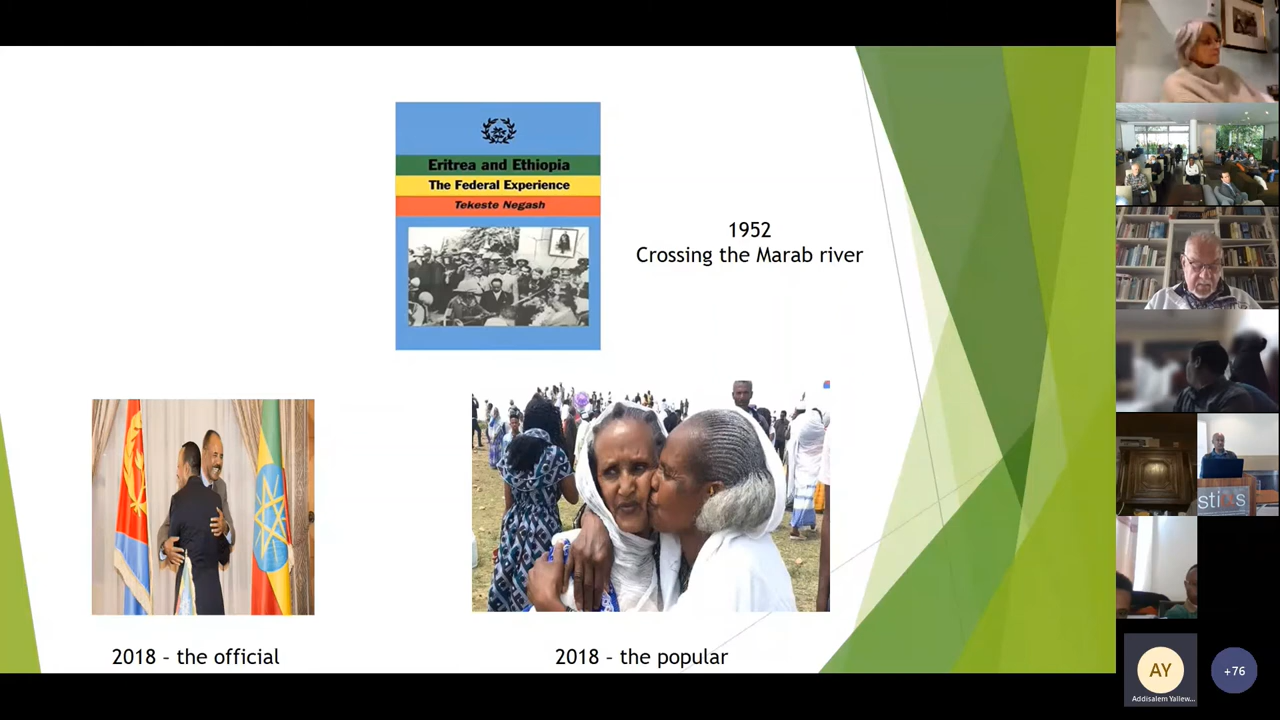 Eritrea and Ethiopia
The Federal Experience
Tekeste Negash
1952
Crossing the Marab river
2018 – the official
2018 – the popular
stias
AY
Addisalem Yallew...
+76